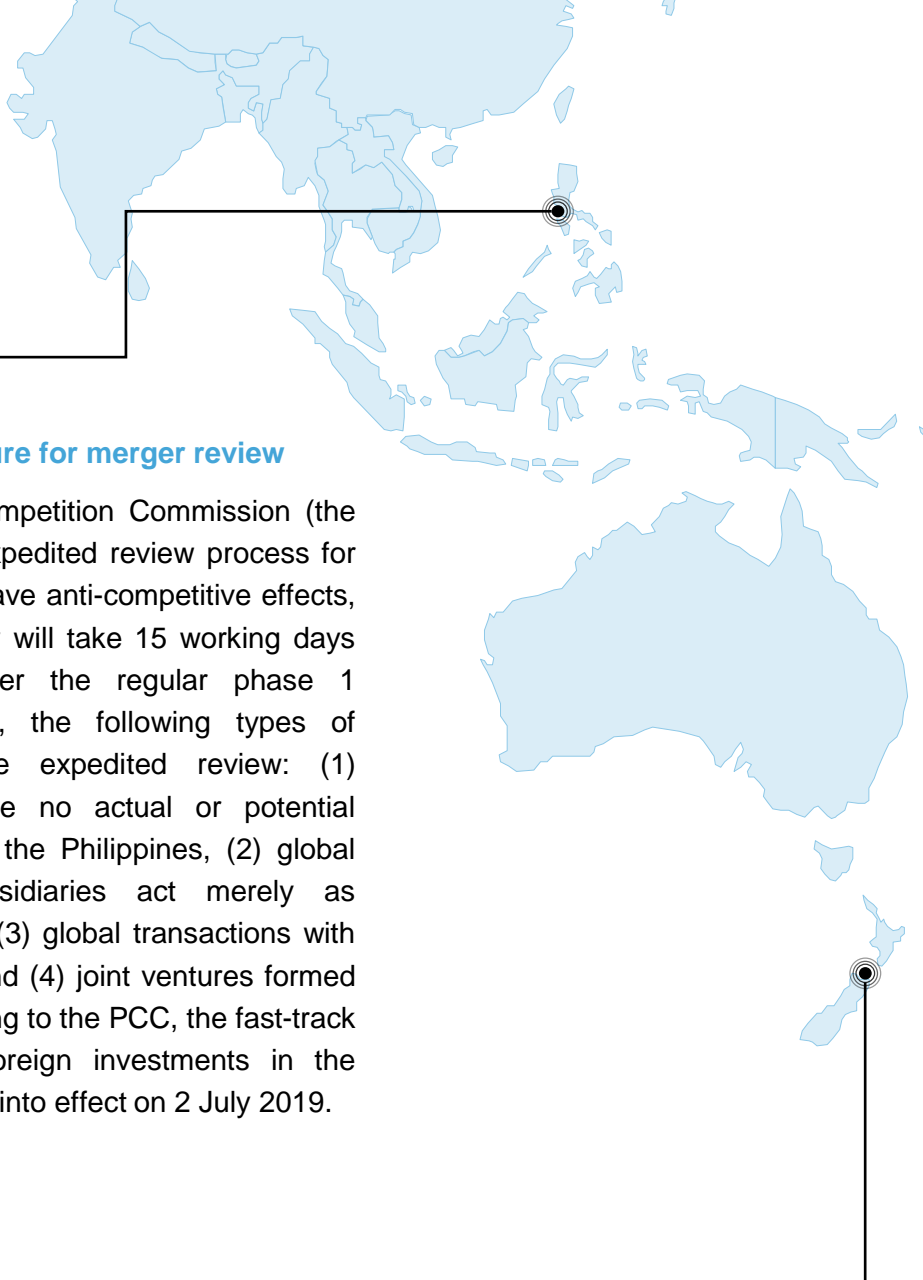 ure for merger review
mpetition Commission (the
xpedited review process for
ave anti-competitive effects,
will take 15 working days
er the regular phase 1
, the following types of
e expedited review: (1)
e no actual or potential
the Philippines, (2) global
sidiaries act merely as
(3) global transactions with
nd (4) joint ventures formed
ng to the PCC, the fast-track
oreign investments in the
into effect on 2 July 2019.